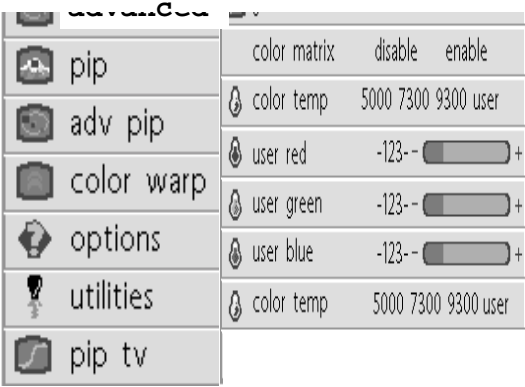 advanced
pip
adv pip
color warp
options
utilities
pip tv
color matrix disable enable
color temp 5000 7300 9300 user
user red -123- - +
user green -123- - +
user blue -123- - +
color temp 5000 7300 9300 user